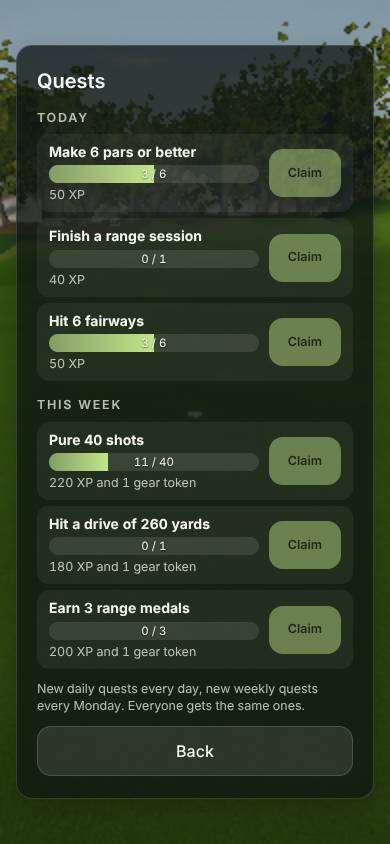 Quests
TODAY
Make 6 pars or better
3 / 6
50 XP
Claim
Finish a range session
0 / 1
40 XP
Claim
Hit 6 fairways
3 / 6
50 XP
Claim
THIS WEEK
Pure 40 shots
11 / 40
220 XP and 1 gear token
Claim
Hit a drive of 260 yards
0 / 1
180 XP and 1 gear token
Claim
Earn 3 range medals
0 / 3
200 XP and 1 gear token
Claim
New daily quests every day, new weekly quests
every Monday. Everyone gets the same ones.
Back